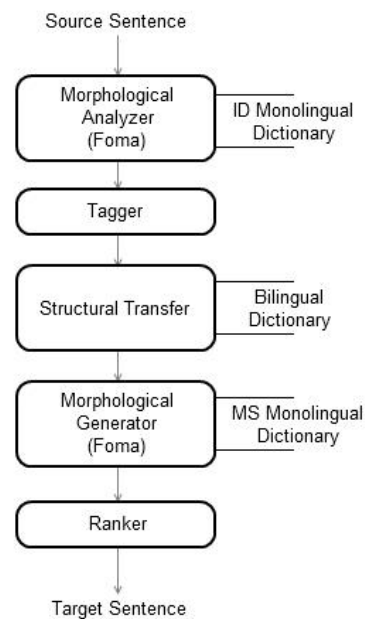 Source Sentence
Morphological
Analyzer
(Foma)
ID Monolingual
Dictionary
Tagger
Structural Transfer
Bilingual
Dictionary
Morphological
Generator
(Foma)
MS Monolingual
Dictionary
Ranker
Target Sentence